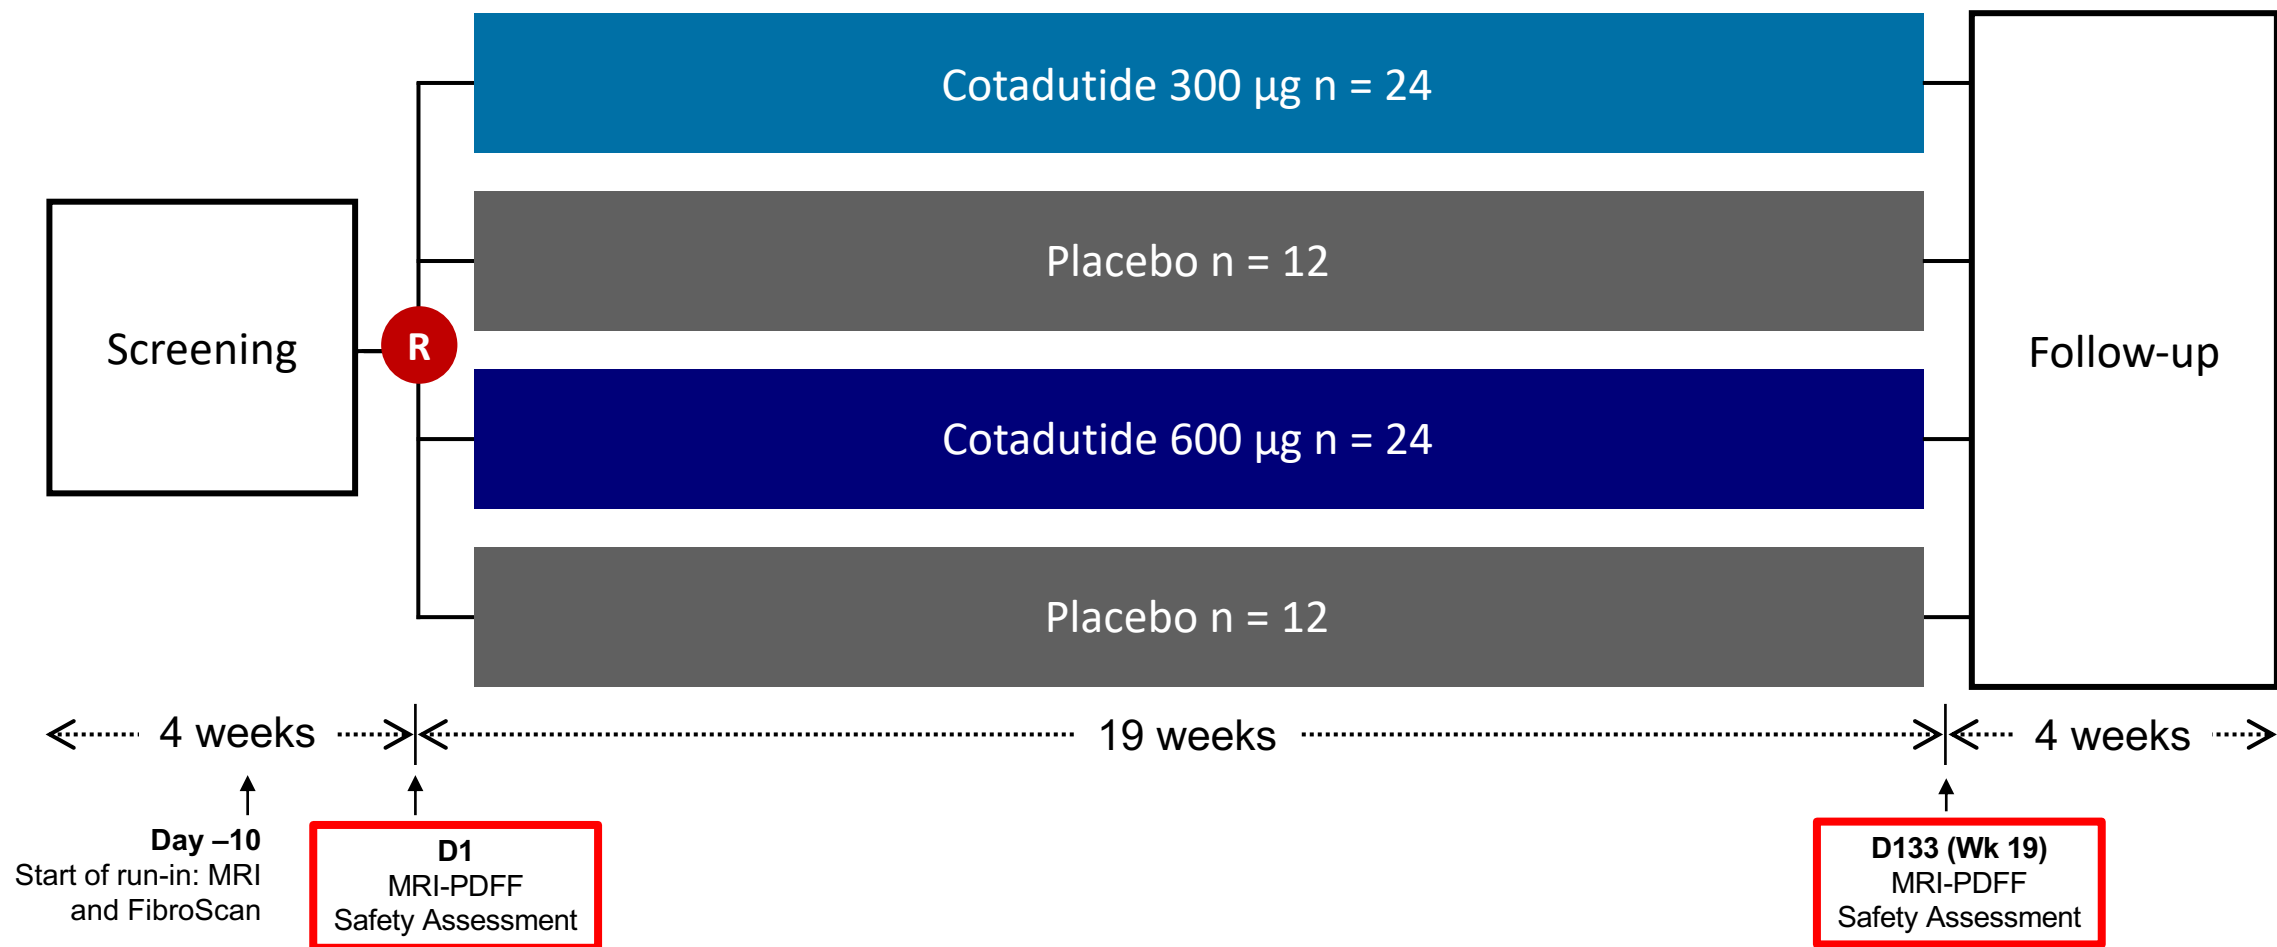 Cotadutide 300 µg n = 24
Placebo n = 12
Screening
R
Cotadutide 600 µg n = 24
Follow-up
Placebo n = 12
4 weeks
19 weeks
4 weeks
Day –10
Start of run-in: MRI
and FibroScan
D1
MRI-PDFF
Safety Assessment
D133 (Wk 19)
MRI-PDFF
Safety Assessment